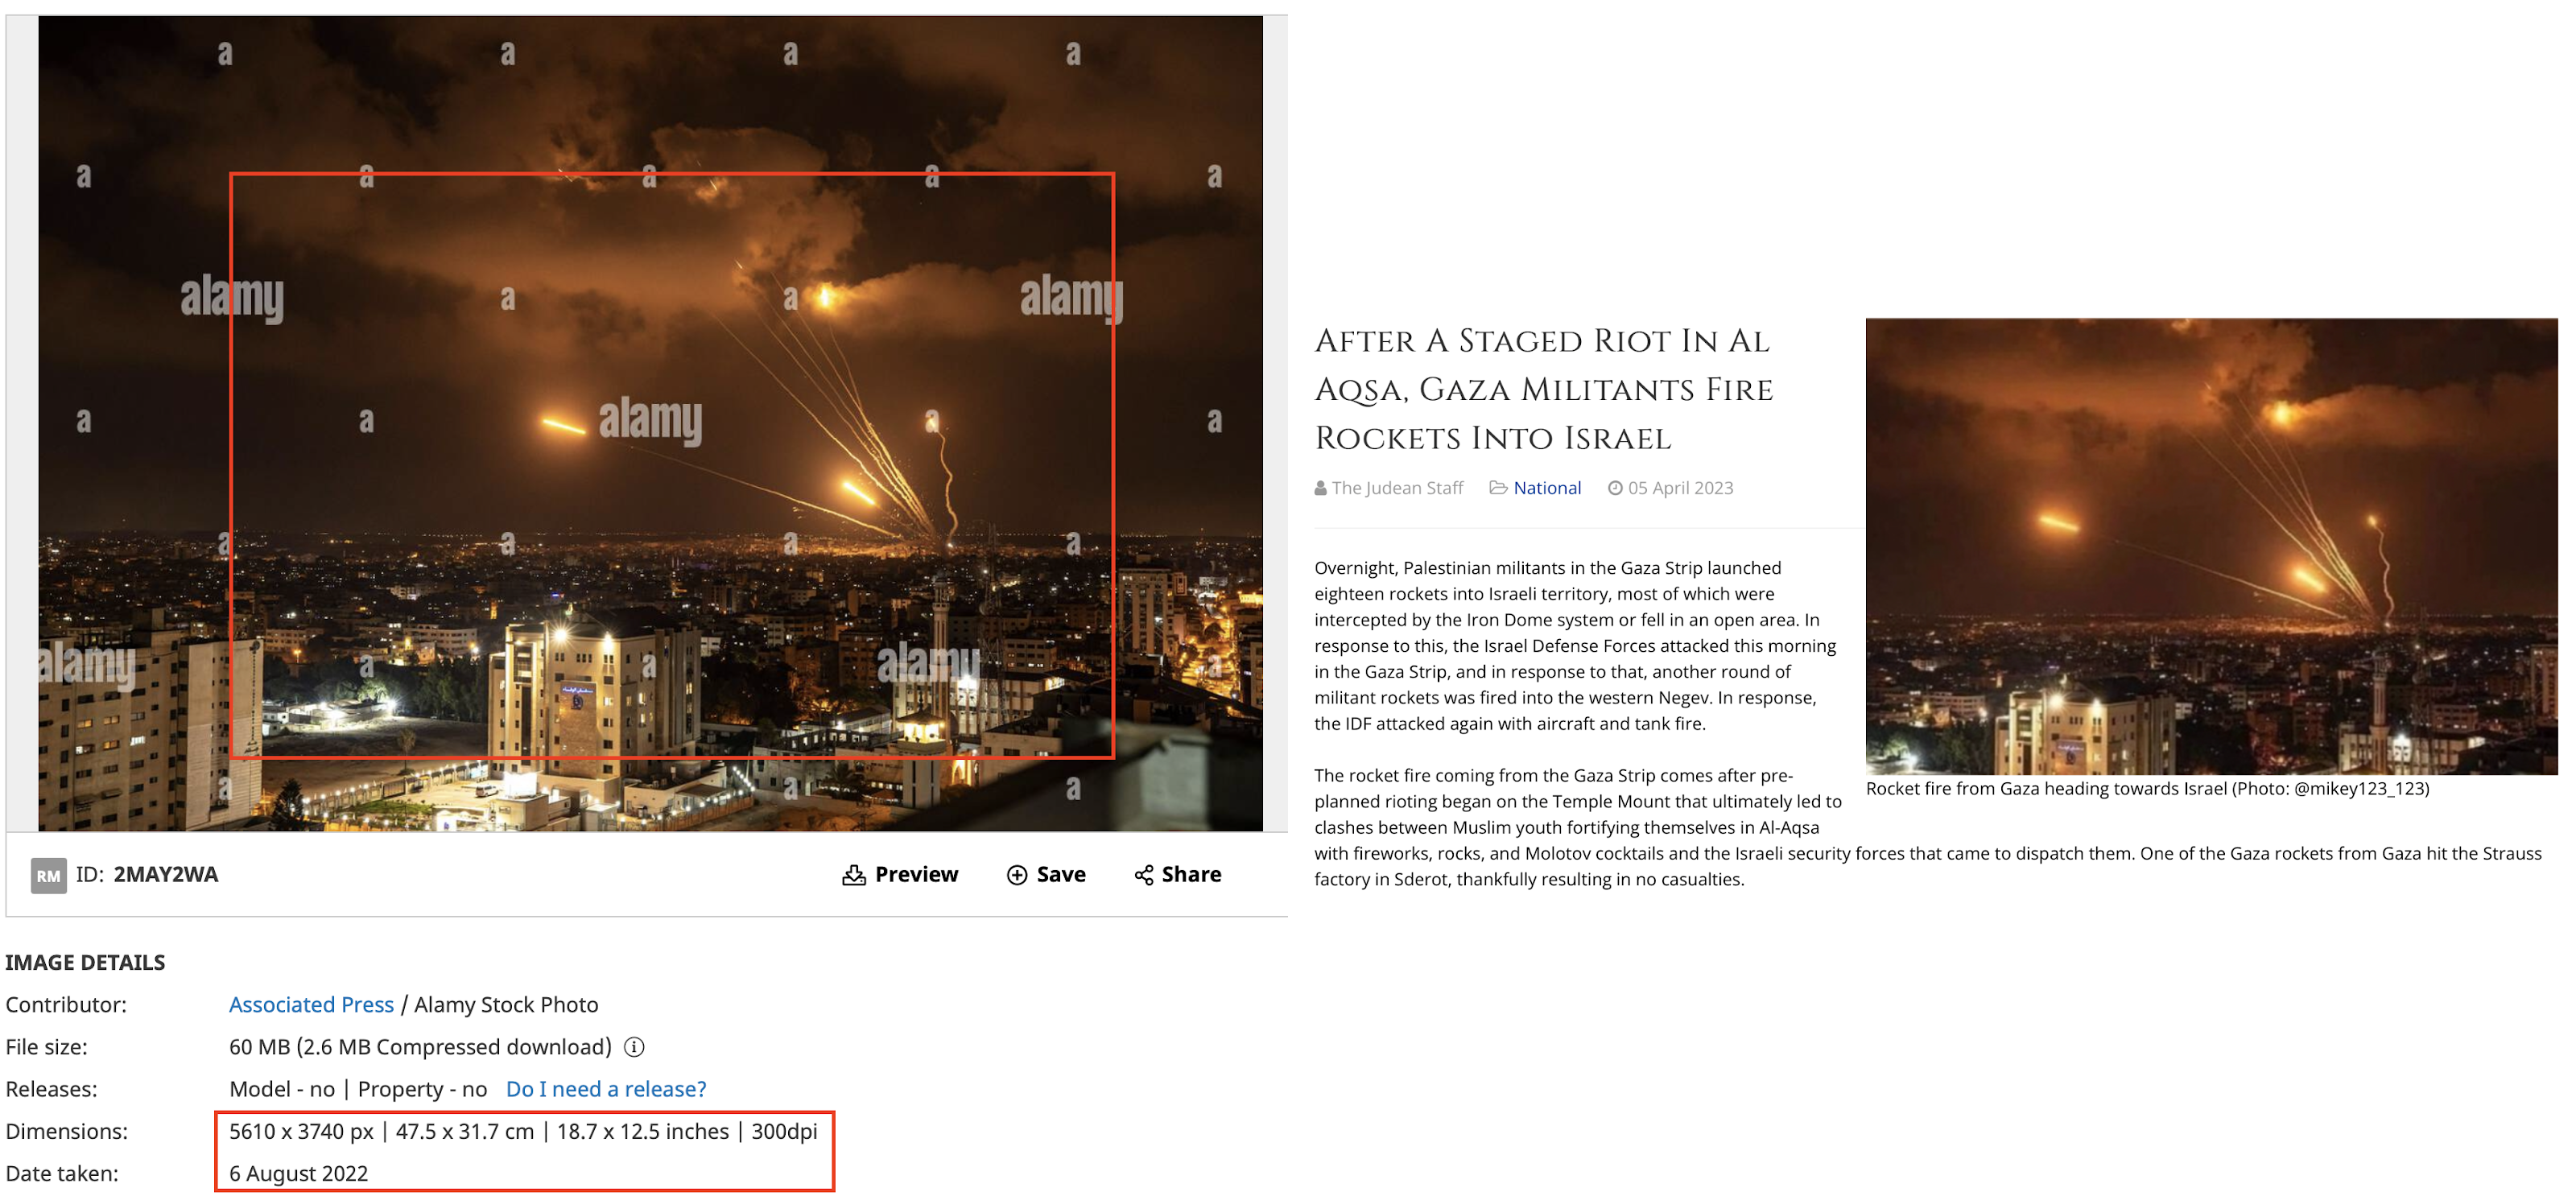 a a a a
a a a a a
alamy a a alamy
a a alamy a a
a a a a
alamy a a alamy a
a a a
RM ID: 2MAY2WA Preview Save Share
IMAGE DETAILS
Contributor: Associated Press / Alamy Stock Photo
File size: 60 MB (2.6 MB Compressed download)
Releases: Model - no | Property - no Do I need a release?
Dimensions: 5610 x 3740 px | 47.5 x 31.7 cm | 18.7 x 12.5 inches | 300dpi
Date taken: 6 August 2022
After A Staged Riot In Al
Aqsa, Gaza Militants Fire
Rockets Into Israel
The Judean Staff National 05 April 2023
Overnight, Palestinian militants in the Gaza Strip launched
eighteen rockets into Israeli territory, most of which were
intercepted by the Iron Dome system or fell in an open area. In
response to this, the Israel Defense Forces attacked this morning
in the Gaza Strip, and in response to that, another round of
militant rockets was fired into the western Negev. In response,
the IDF attacked again with aircraft and tank fire.
The rocket fire coming from the Gaza Strip comes after pre-
planned rioting began on the Temple Mount that ultimately led to
clashes between Muslim youth fortifying themselves in Al-Aqsa
with fireworks, rocks, and Molotov cocktails and the Israeli security forces that came to dispatch them. One of the Gaza rockets from Gaza hit the Strauss
factory in Sderot, thankfully resulting in no casualties.
Rocket fire from Gaza heading towards Israel (Photo: @mikey123_123)